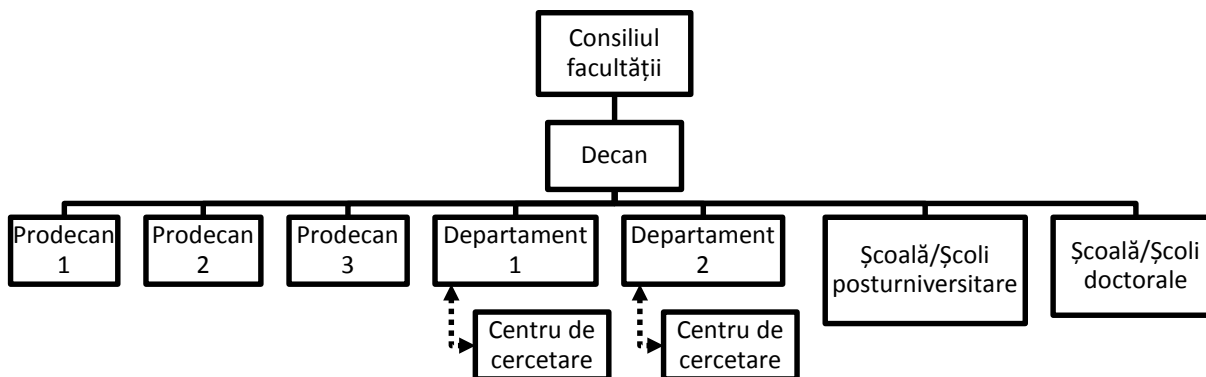 Consiliul
facultății
Decan
Prodecan
1
Prodecan
2
Prodecan
3
Departament
1
Departament
2
Școală/Școli
posturniversitare
Școală/Școli
doctorale
Centru de
cercetare
Centru de
cercetare